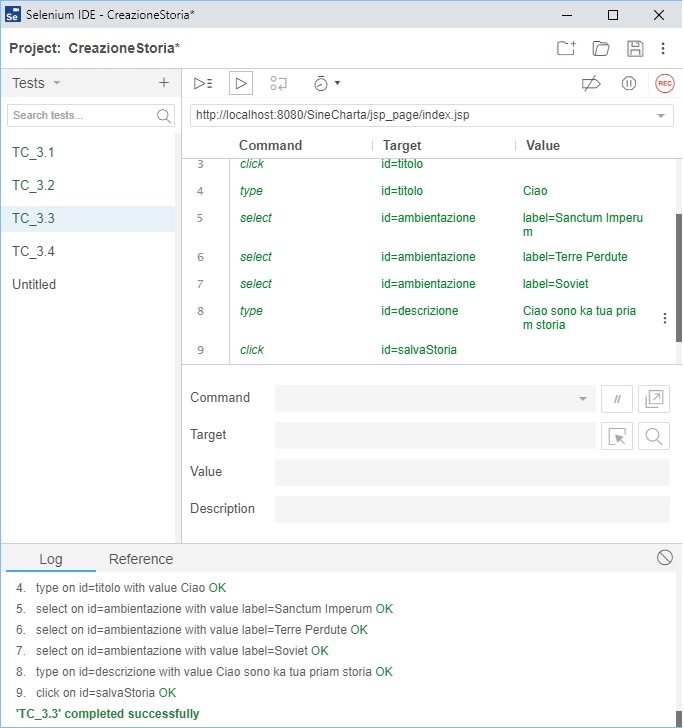 Se Selenium IDE - CreazioneStoria*
Project: CreazioneStoria*
Tests
REC
Search tests...
http://localhost:8080/SineCharta/jsp_page/index.jsp
Command Target Value
TC_3.1
TC_3.2
TC_3.3
TC_3.4
Untitled
3 click id=titolo
4 type id=titolo Ciao
5 select id=ambientazione label=Sanctum Imperu
m
6 select id=ambientazione label=Terre Perdute
7 select id=ambientazione label=Soviet
8 type id=descrizione Ciao sono ka tua pria
m storia
9 click id=salvaStoria
Command //
Target
Value
Description
Log Reference
4. type on id=titolo with value Ciao OK
5. select on id=ambientazione with value label=Sanctum Imperum OK
6. select on id=ambientazione with value label=Terre Perdute OK
7. select on id=ambientazione with value label=Soviet OK
8. type on id=descrizione with value Ciao sono ka tua priam storia OK
9. click on id=salvaStoria OK
'TC_3.3' completed successfully